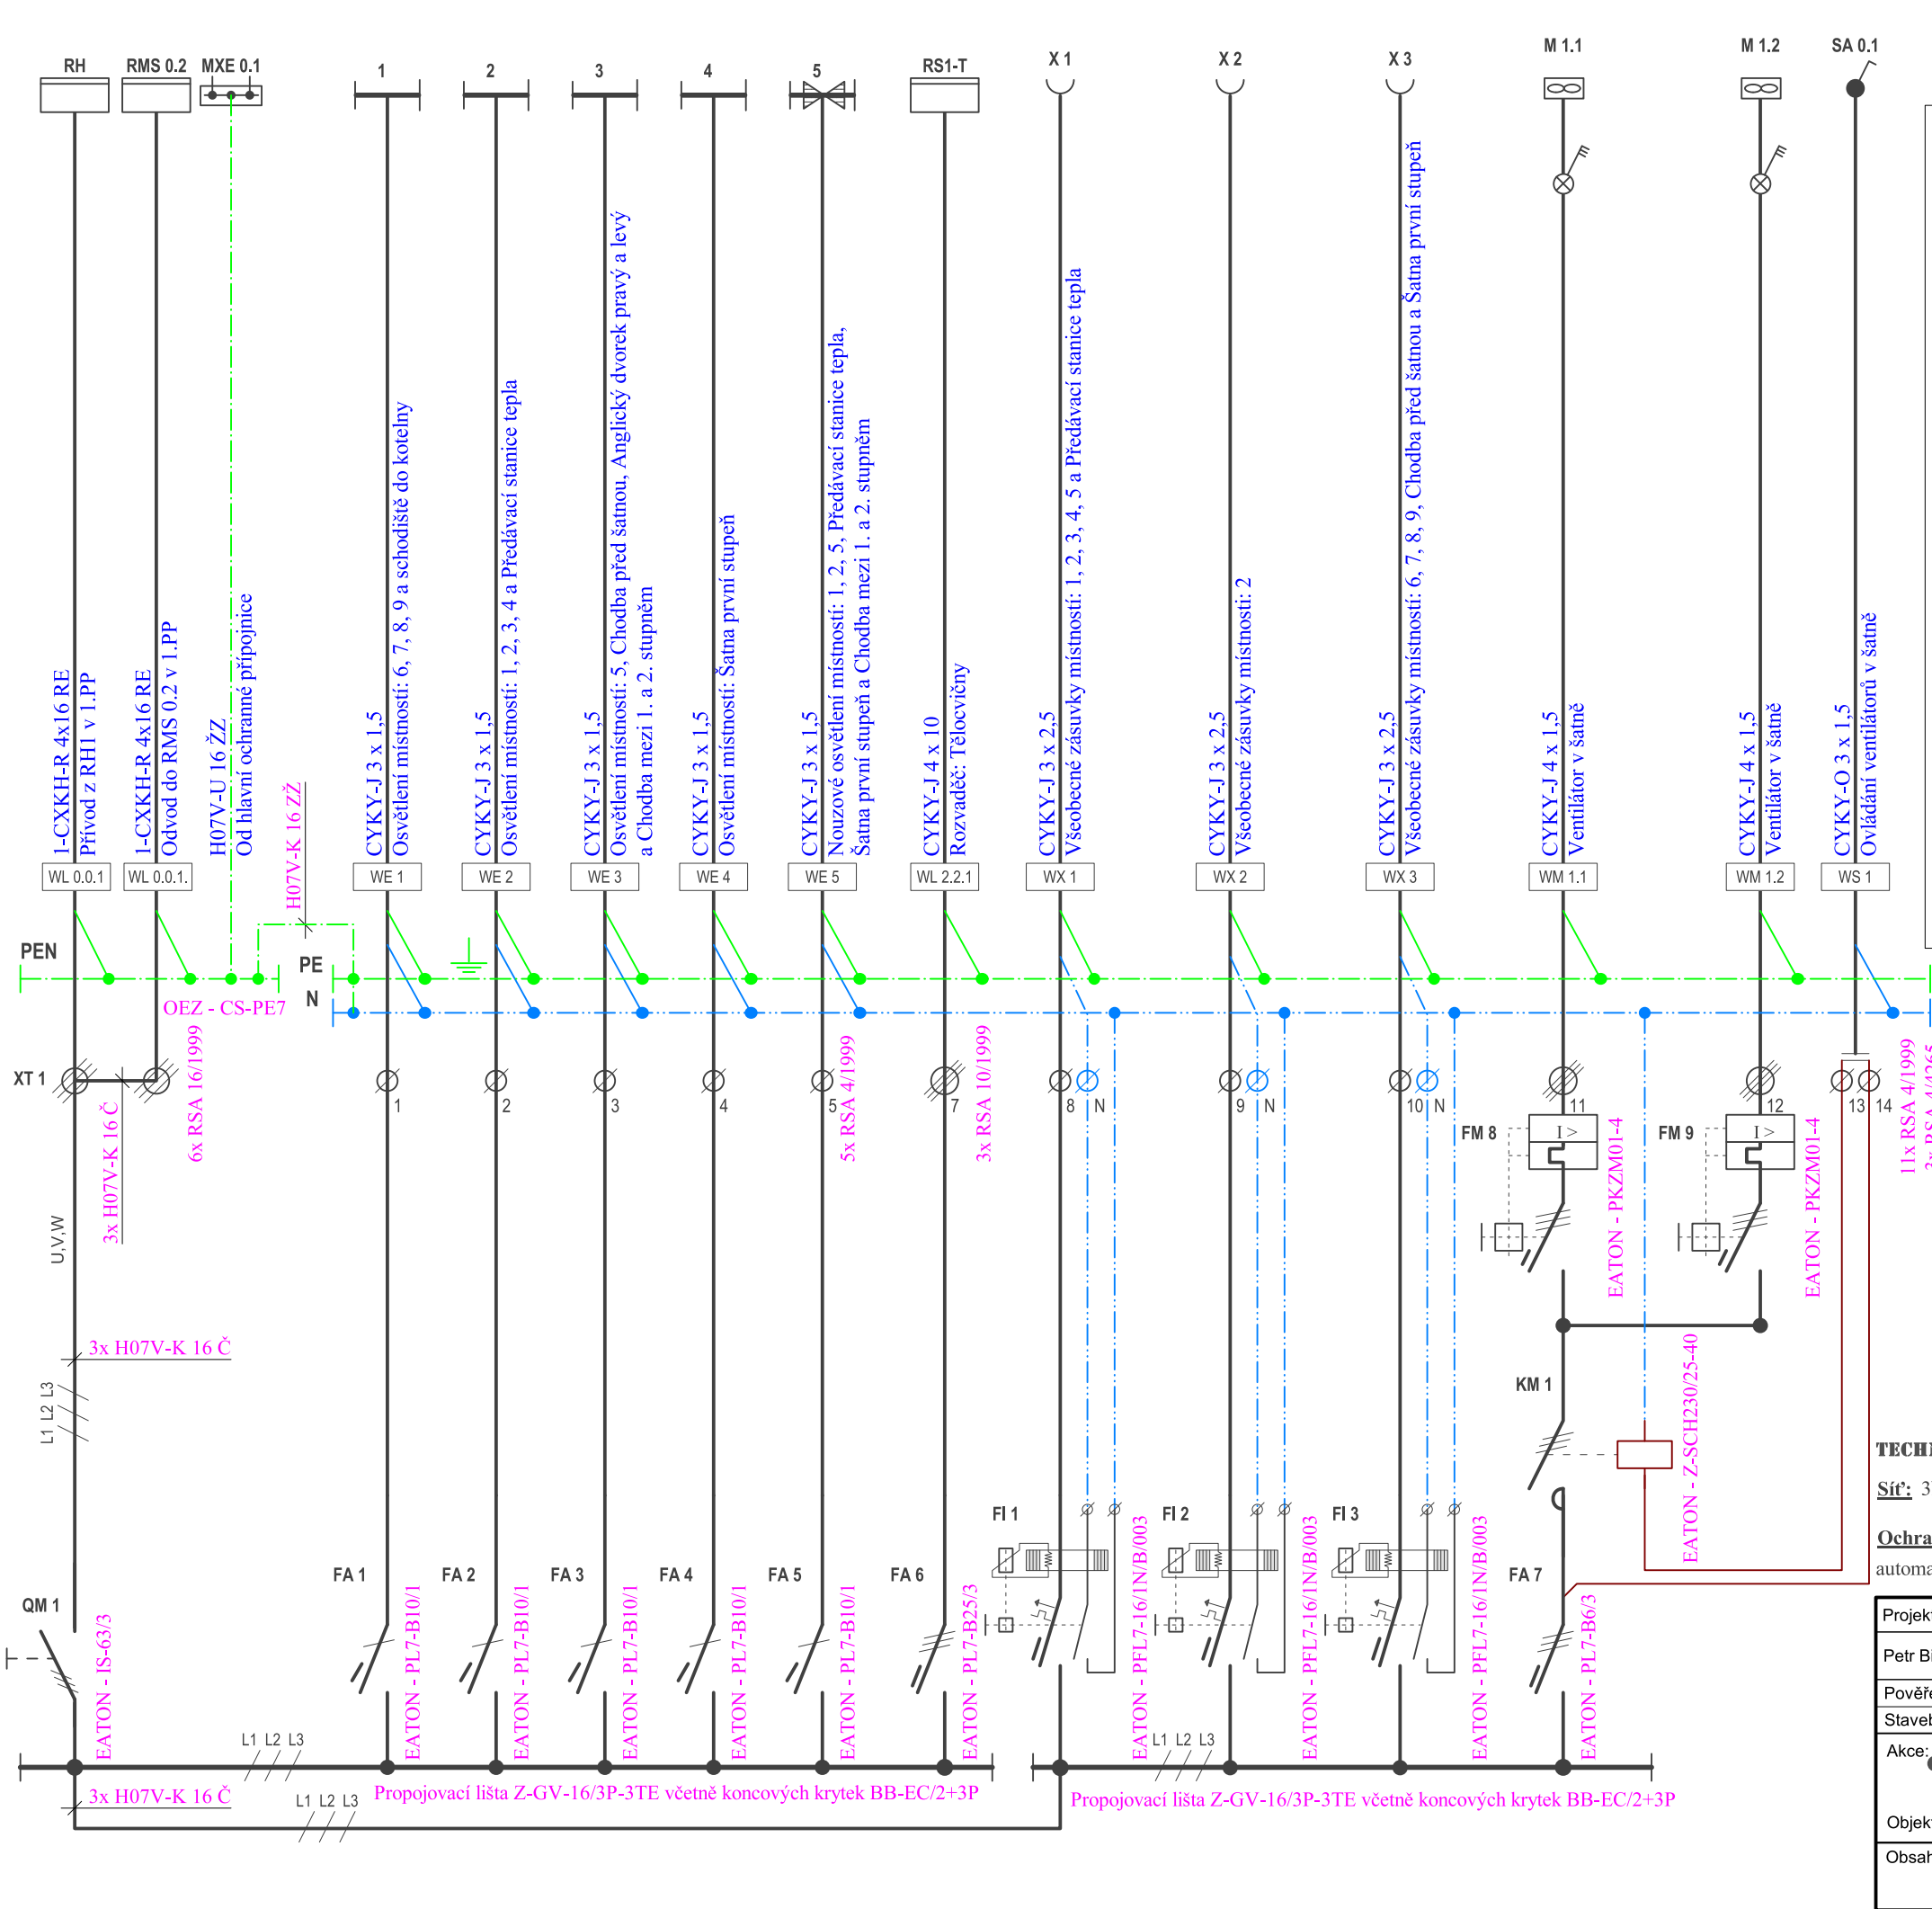 RH
RMS 0.2
MXE 0.1
1
2
3
4
5
RS1-T
X 1
X 2
X 3
M 1.1
M 1.2
SA 0.1
1-CXKH-R 4x16 RE
Přívod z RH1 v 1.PP
1-CXKH-R 4x16 RE
Odvod do RMS 0.2 v 1.PP
H07V-U 16 ŽZ
Od hlavní ochranné přípojnice
H07V-K 16 ZŽ
CYKY-J 3 x 1,5
Osvětlení místností: 6, 7, 8, 9 a schodiště do kotelny
CYKY-J 3 x 1,5
Osvětlení místností: 1, 2, 3, 4 a Předávací stanice tepla
CYKY-J 3 x 1,5
Osvětlení místností: 5, Chodba před šatnou, Anglický dvorek pravý a levý
a Chodba mezi 1. a 2. stupněm
CYKY-J 3 x 1,5
Osvětlení místností: Šatna první stupeň
CYKY-J 3 x 1,5
Nouzové osvětlení místností: 1, 2, 5, Předávací stanice tepla,
Šatna první stupeň a Chodba mezi 1. a 2. stupněm
CYKY-J 4 x 10
Rozvaděč: Tělocvičny
CYKY-J 3 x 2,5
Všeobecné zásuvky místností: 1, 2, 3, 4, 5 a Předávací stanice tepla
CYKY-J 3 x 2,5
Všeobecné zásuvky místnosti: 2
CYKY-J 3 x 2,5
Všeobecné zásuvky místností: 6, 7, 8, 9, Chodba před šatnou a Šatna první stupeň
CYKY-J 4 x 1,5
Ventilátor v šatně
CYKY-J 4 x 1,5
Ventilátor v šatně
CYKY-O 3 x 1,5
Ovládání ventilátorů v šatně
WL 0.0.1
WL 0.0.1.
WE 1
WE 2
WE 3
WE 4
WE 5
WL 2.2.1
WX 1
WX 2
WX 3
WM 1.1
WM 1.2
WS 1
PEN
PE
N
OEZ - CS-PE7
XT 1
6x RSA 16/1999
3x H07V-K 16 Č
1
2
3
4
5
5x RSA 4/1999
7
3x RSA 10/1999
8
N
9
N
10
N
11
12
13
14
11x RSA 4/1999
3x RSA 4/4265
FM 8
I >
EATON - PKZM01-4
FM 9
I >
EATON - PKZM01-4
U,V,W
3x H07V-K 16 Č
L1 L2 L3
KM 1
EATON - Z-SCH230/25-40
TECH
Síť: 3
Ochra
automa
QM 1
EATON - IS-63/3
FA 1
EATON - PL7-B10/1
FA 2
EATON - PL7-B10/1
FA 3
EATON - PL7-B10/1
FA 4
EATON - PL7-B10/1
FA 5
EATON - PL7-B10/1
FA 6
EATON - PL7-B25/3
FI 1
EATON - PFL7-16/1N/B/003
FI 2
EATON - PFL7-16/1N/B/003
FI 3
EATON - PFL7-16/1N/B/003
FA 7
EATON - PL7-B6/3
L1 L2 L3
L1 L2 L3
3x H07V-K 16 Č
L1 L2 L3
Propojovací lišta Z-GV-16/3P-3TE včetně koncových krytek BB-EC/2+3P
Propojovací lišta Z-GV-16/3P-3TE včetně koncových krytek BB-EC/2+3P
Projek
Petr B
Pověře
Staveb
Akce:
Objek
Obsah